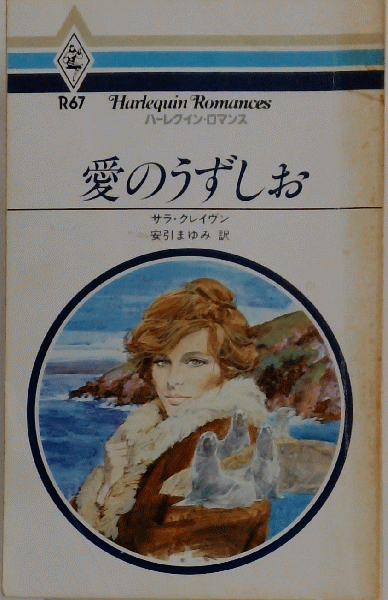 R67
Harlequin Romances
ハーレクイン・ロマンス
愛のうずしお
サラ・クレイヴン
安引まゆみ 訳